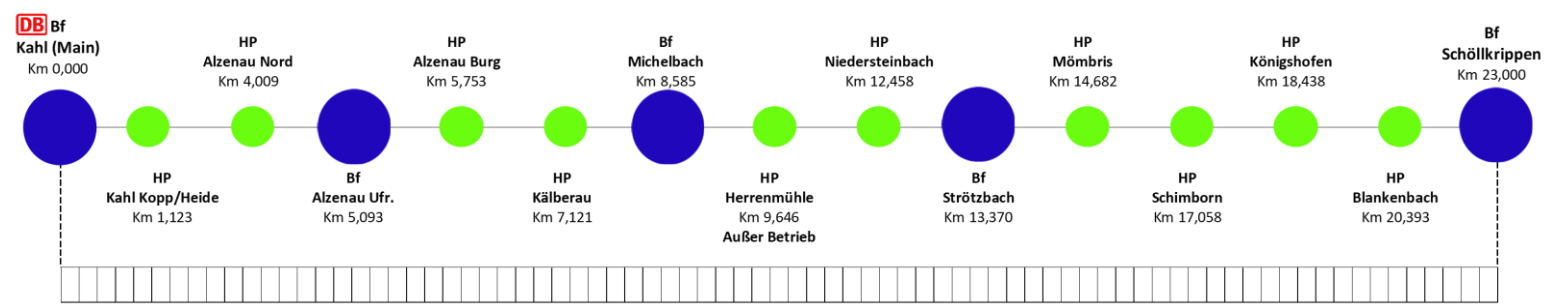 DB Bf
Kahl (Main)
Km 0,000
HP
Kahl Kopp/Heide
Km 1,123
HP
Alzenau Nord
Km 4,009
Bf
Alzenau Ufr.
Km 5,093
HP
Alzenau Burg
Km 5,753
HP
Kälberau
Km 7,121
Bf
Michelbach
Km 8,585
HP
Herrenmühle
Km 9,646
Außer Betrieb
HP
Niedersteinbach
Km 12,458
Bf
Strötzbach
Km 13,370
HP
Mömbris
Km 14,682
HP
Schimborn
Km 17,058
HP
Königshofen
Km 18,438
HP
Blankenbach
Km 20,393
Bf
Schöllkrippen
Km 23,000